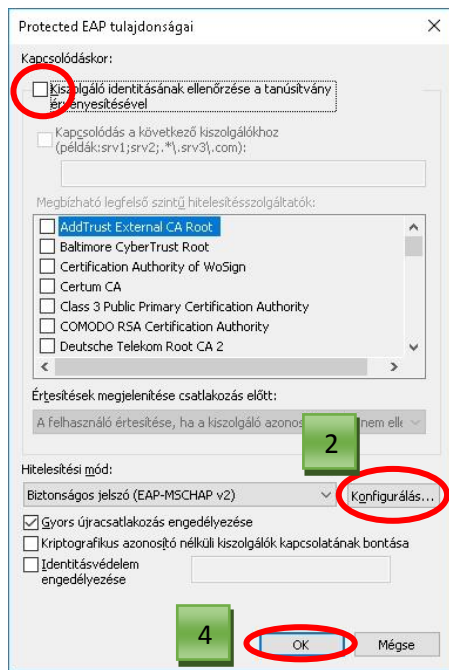 Protected EAP tulajdonságai
Kapcsolódáskor:
Kiszolgáló identitásának ellenőrzése a tanúsítvány
érvényesítésével
Kapcsolódás a következő kiszolgálókhoz
(példák:srv1;srv2;.*\.srv3\.com):
Megbízható legfelső szintű hitelesítésszolgáltatók:
AddTrust External CA Root
Baltimore CyberTrust Root
Certification Authority of WoSign
Certum CA
Class 3 Public Primary Certification Authority
COMODO RSA Certification Authority
Deutsche Telekom Root CA 2
Értesítések megjelenítése csatlakozás előtt:
A felhasználó értesítése, ha a kiszolgáló azonos nem elle
2
Hitelesítési mód:
Biztonságos jelszó (EAP-MSCHAP v2) Konfigurálás...
Gyors újracsatlakozás engedélyezése
Kriptografikus azonosító nélküli kiszolgálók kapcsolatának bontása
Identitásvédelem
engedélyezése
4
OK Mégse